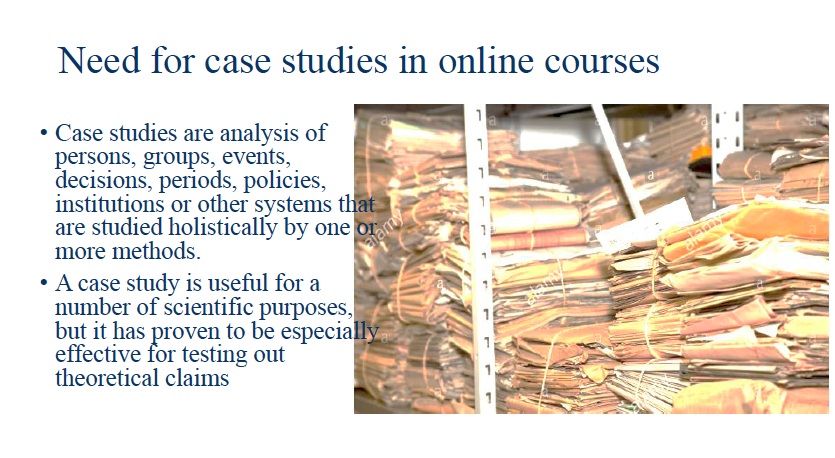 Need for case studies in online courses
• Case studies are analysis of
persons, groups, events,
decisions, periods, policies,
institutions or other systems that
are studied holistically by one or
more methods.
• A case study is useful for a
number of scientific purposes,
but it has proven to be especially
effective for testing out
theoretical claims
alamy
alamy
alamy
a
a
a
a
a
a
a
a